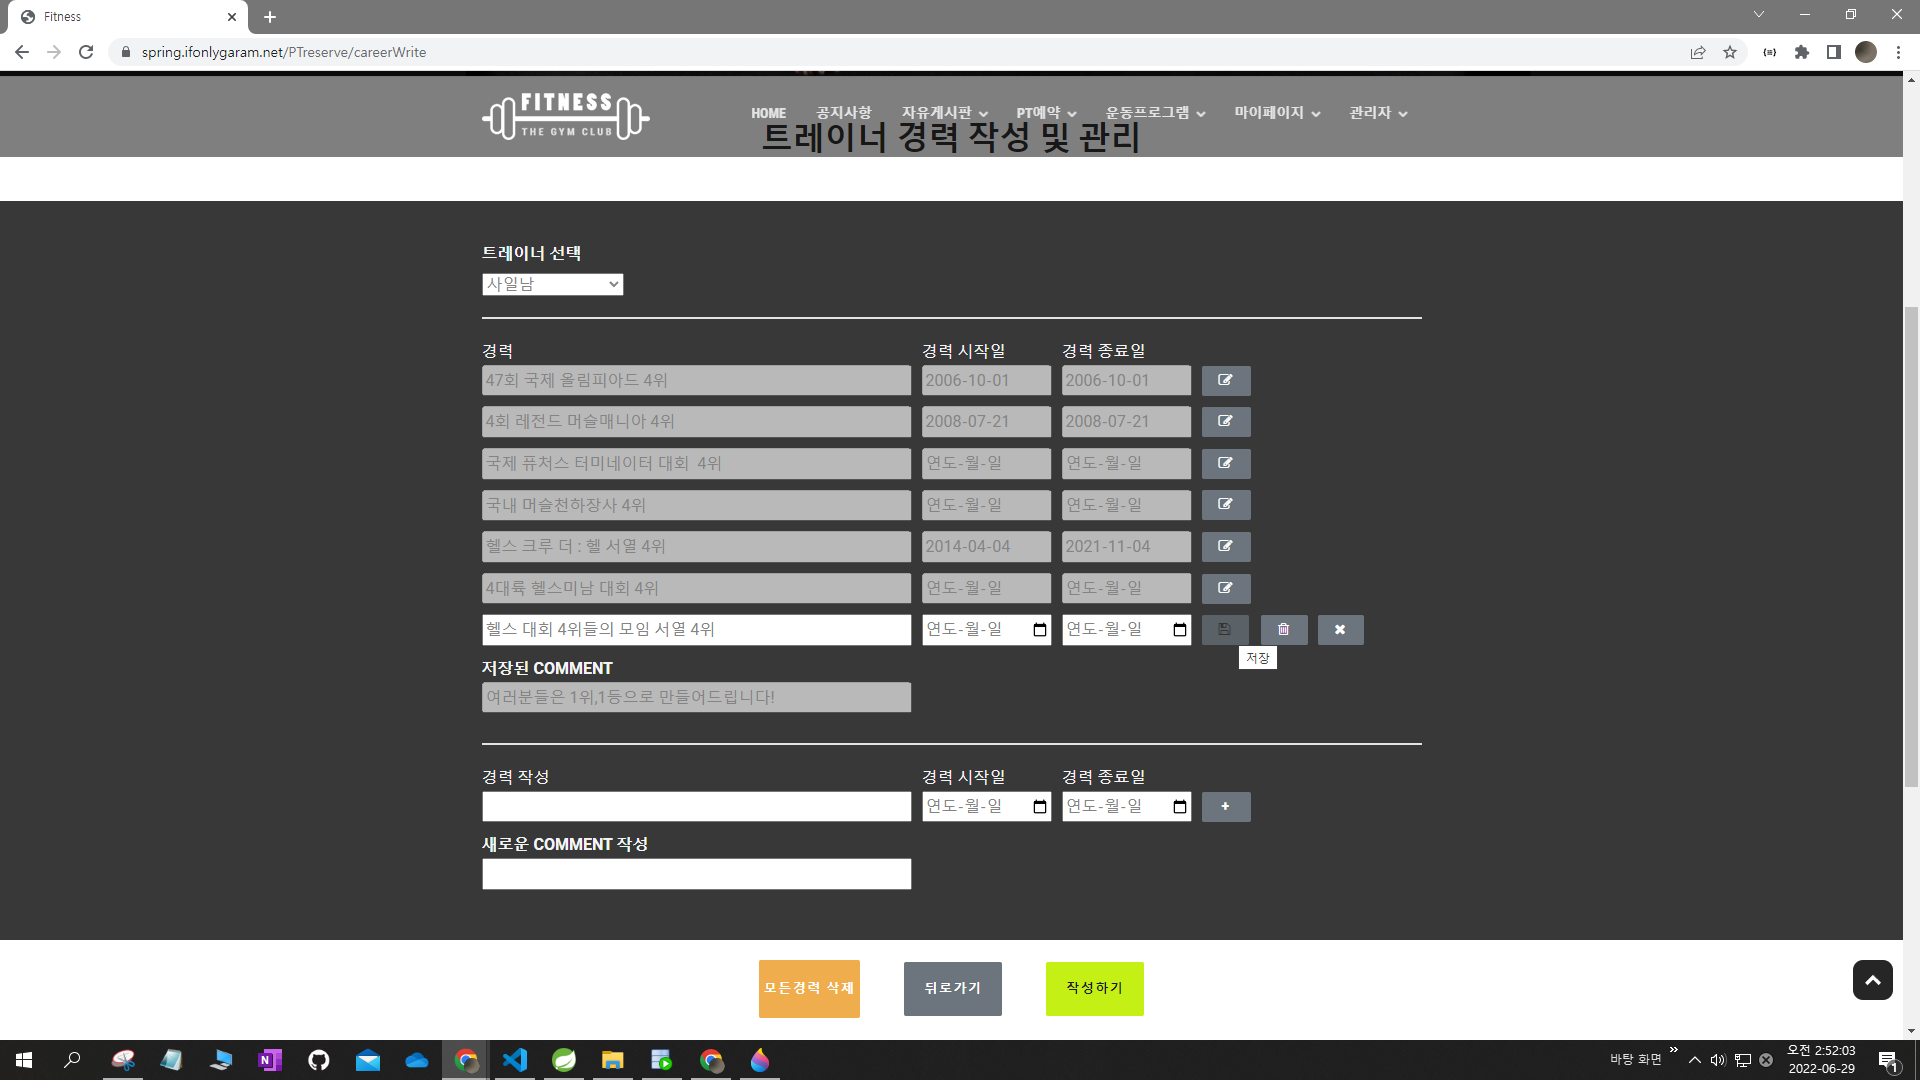 Fitness
spring.ifonlygaram.net/PTreserve/careerWrite
FITNESS
THE GYM CLUB
HOME 공지사항 자유게시판 PT예약 운동프로그램 마이페이지 관리자
트레이너 경력 작성 및 관리
트레이너 선택
사일남
경력 경력 시작일 경력 종료일
47회 국제 올림피아드 4위 2006-10-01 2006-10-01
4회 레전드 머슬매니아 4위 2008-07-21 2008-07-21
국제 퓨처스 터미네이터 대회  4위 연도-월-일 연도-월-일
국내 머슬천하장사 4위 연도-월-일 연도-월-일
헬스 크루 더 : 헬 서열 4위 2014-04-04 2021-11-04
4대륙 헬스미남 대회 4위 연도-월-일 연도-월-일
헬스 대회 4위들의 모임 서열 4위 연도-월-일 연도-월-일
저장
저장된 COMMENT
여러분들은 1위,1등으로 만들어드립니다!
경력 작성 경력 시작일 경력 종료일
연도-월-일 연도-월-일 +
새로운 COMMENT 작성
모든경력 삭제 뒤로가기 작성하기
바탕 화면
오전 2:52:03
2022-06-29
1